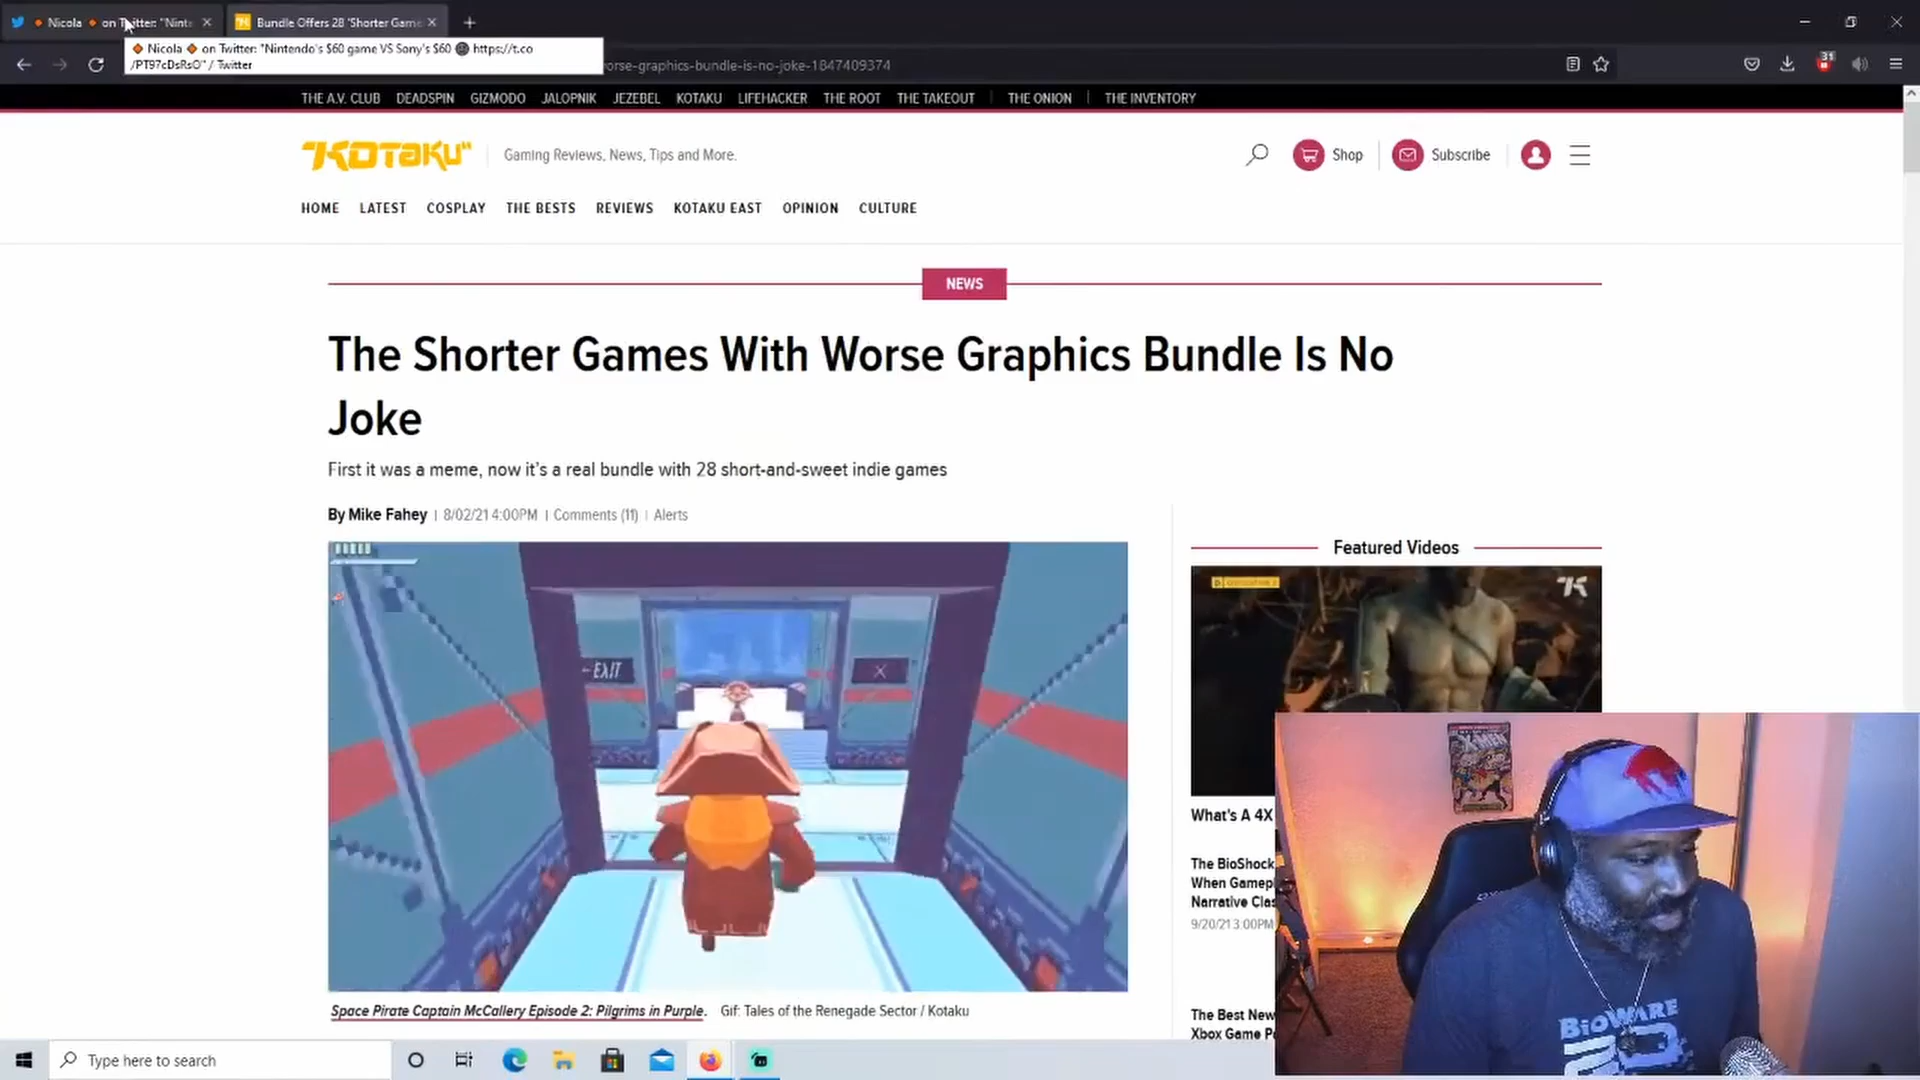 Nicola on Twitter: "Ninte
Bundle Offers 28 'Shorter Game
Nicola on Twitter: "Nintendo's $60 game VS Sony's $60 https://t.co
/PT97cDsRsO" / Twitter
orse-graphics-bundle-is-no-joke-1847409374
31
THE A.V. CLUB DEADSPIN GIZMODO JALOPNIK JEZEBEL KOTAKU LIFEHACKER THE ROOT THE TAKEOUT THE ONION THE INVENTORY
"KOTAKU"
Gaming Reviews, News, Tips and More.
Shop
Subscribe
HOME LATEST COSPLAY THE BESTS REVIEWS KOTAKU EAST OPINION CULTURE
NEWS
The Shorter Games With Worse Graphics Bundle Is No
Joke
First it was a meme, now it's a real bundle with 28 short-and-sweet indie games
By Mike Fahey | 8/02/21 4:00PM | Comments (11) | Alerts
Featured Videos
←EXIT
What's A 4X
The BioShock
When Gamepl
Narrative Clas
9/20/21 3:00PM
X-MEN
BIOWARE
Space Pirate Captain McCallery Episode 2: Pilgrims in Purple. Gif: Tales of the Renegade Sector / Kotaku
The Best New
Xbox Game P
Type here to search